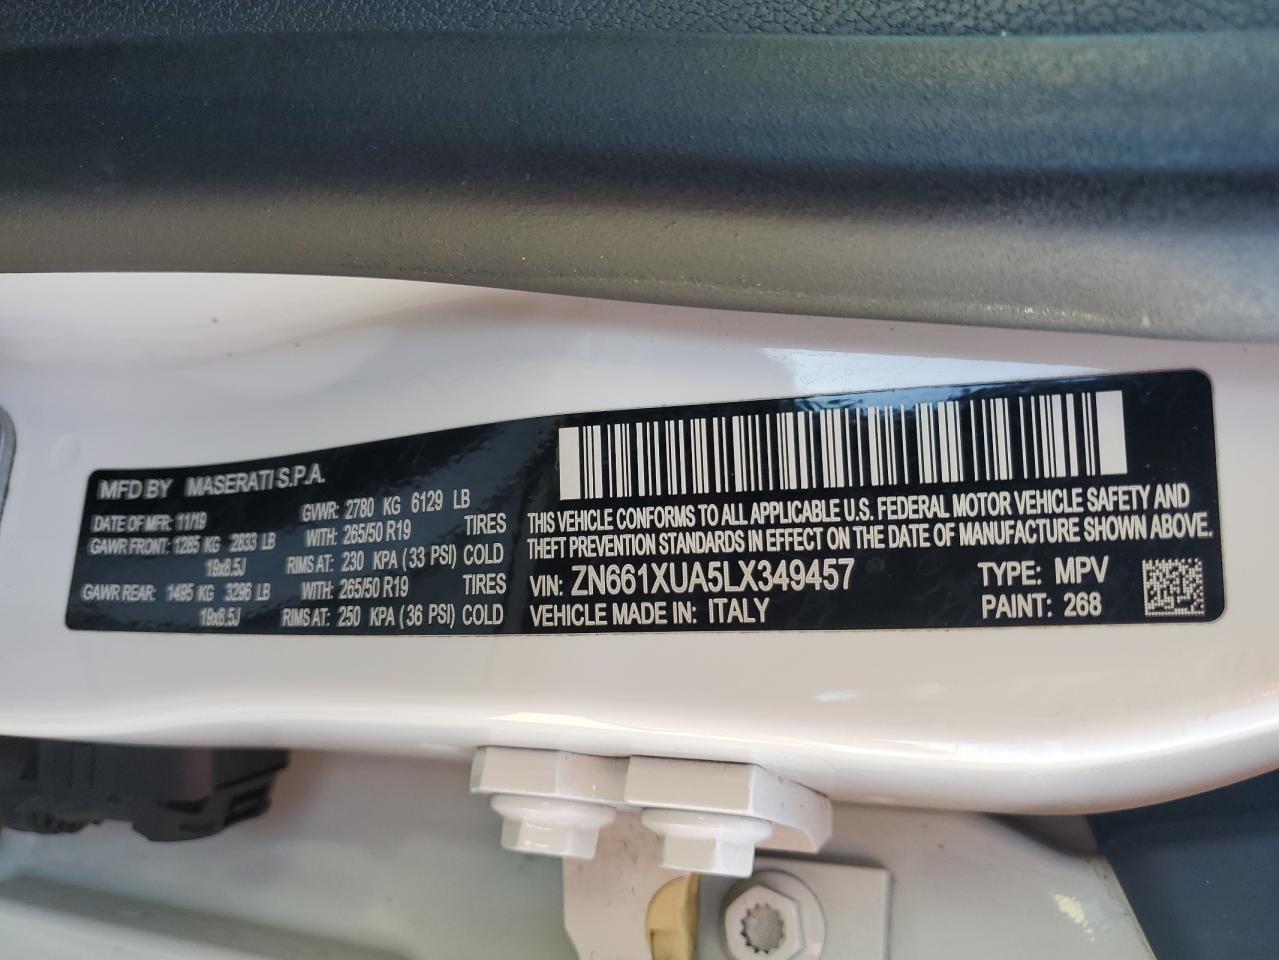 MFD BY MASERATI S.P.A.
DATE OF MFR: 11/19 GVWR: 2780 KG 6129 LB
GAWR FRONT: 1285 KG 2833 LB WITH: 265/50 R19 TIRES
19x8.5J RIMS AT: 230 KPA (33 PSI) COLD
GAWR REAR: 1495 KG 3296 LB WITH: 265/50 R19 TIRES
19x8.5J RIMS AT: 250 KPA (36 PSI) COLD
THIS VEHICLE CONFORMS TO ALL APPLICABLE U.S. FEDERAL MOTOR VEHICLE SAFETY AND
THEFT PREVENTION STANDARDS IN EFFECT ON THE DATE OF MANUFACTURE SHOWN ABOVE.
VIN: ZN661XUA5LX349457 TYPE: MPV
VEHICLE MADE IN: ITALY PAINT: 268